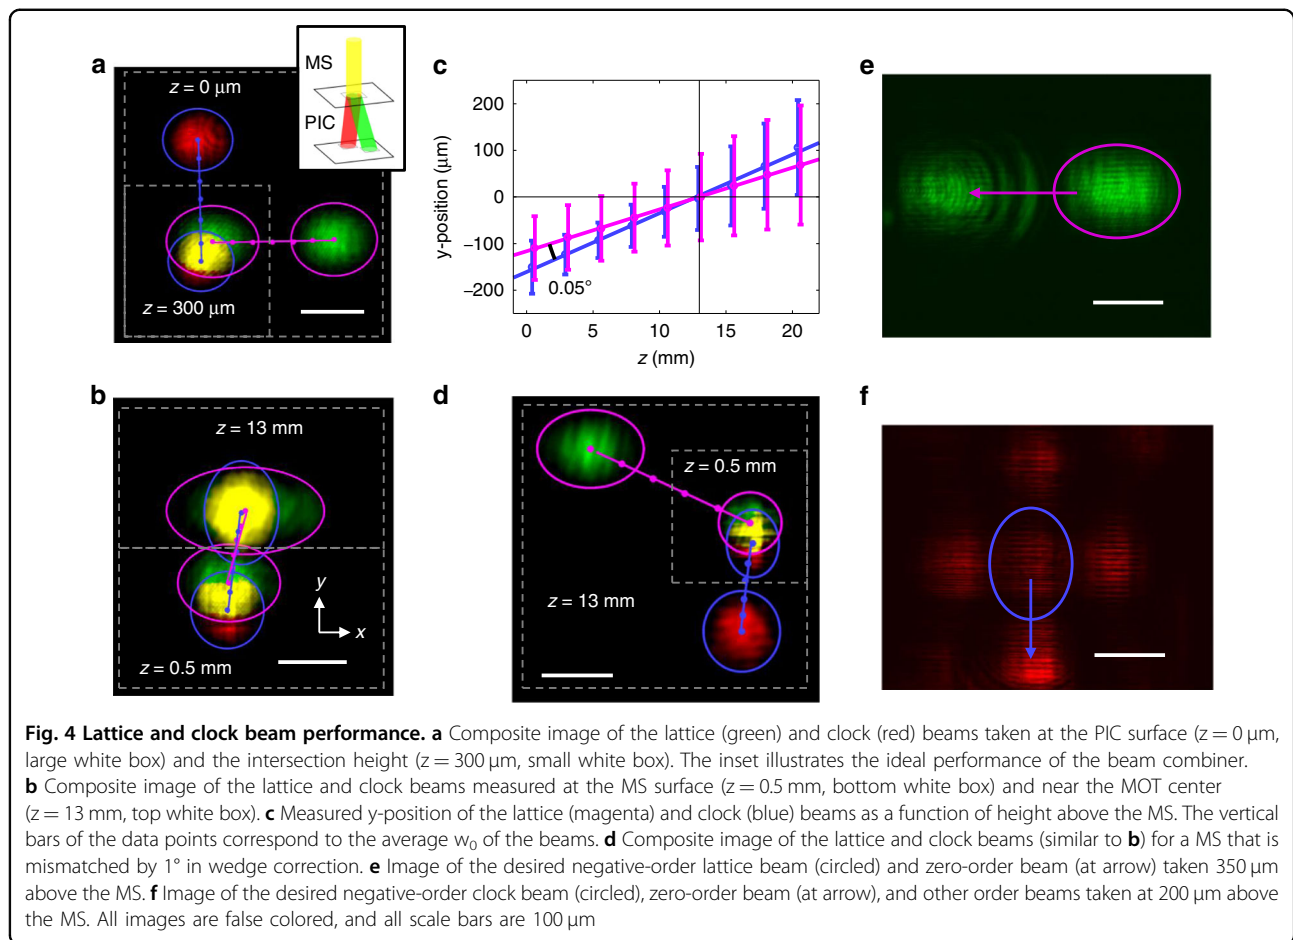 a
z = 0 µm
z = 300 µm
MS
PIC
c
200
100
0
−100
−200
y-position (µm)
0.05°
0
5
10
15
20
z (mm)
e
b
z = 13 mm
z = 0.5 mm
y
x
d
z = 0.5 mm
z = 13 mm
f
Fig. 4 Lattice and clock beam performance. a Composite image of the lattice (green) and clock (red) beams taken at the PIC surface (z = 0 µm,
large white box) and the intersection height (z = 300 µm, small white box). The inset illustrates the ideal performance of the beam combiner.
b Composite image of the lattice and clock beams measured at the MS surface (z = 0.5 mm, bottom white box) and near the MOT center
(z = 13 mm, top white box). c Measured y-position of the lattice (magenta) and clock (blue) beams as a function of height above the MS. The vertical
bars of the data points correspond to the average w0 of the beams. d Composite image of the lattice and clock beams (similar to b) for a MS that is
mismatched by 1° in wedge correction. e Image of the desired negative-order lattice beam (circled) and zero-order beam (at arrow) taken 350 µm
above the MS. f Image of the desired negative-order clock beam (circled), zero-order beam (at arrow), and other order beams taken at 200 µm above
the MS. All images are false colored, and all scale bars are 100 µm